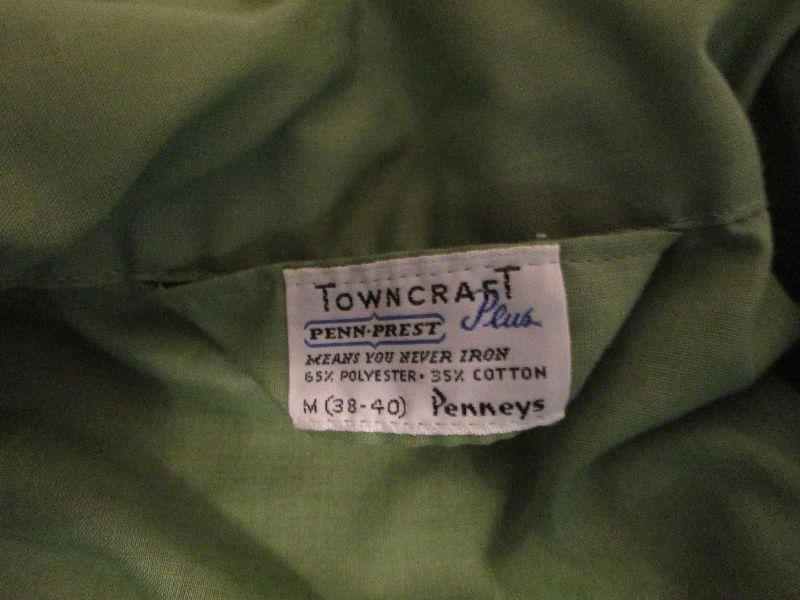 TOWNCRAFT
Plus
PENN-PREST
MEANS YOU NEVER IRON
65% POLYESTER • 35% COTTON
M (38-40) Penneys